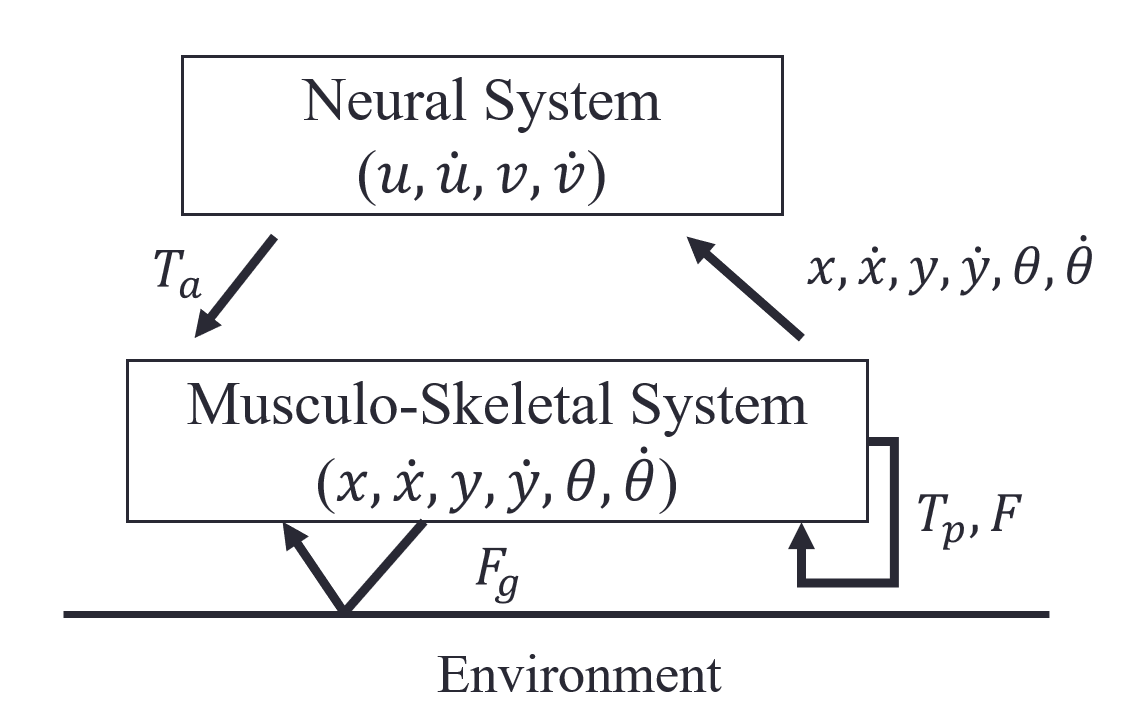 Neural System
(u, u̇, v, v̇)
Tₐ
x, ẋ, y, ẏ, θ, θ̇
Musculo-Skeletal System
(x, ẋ, y, ẏ, θ, θ̇)
Tₚ, F
F_g
Environment